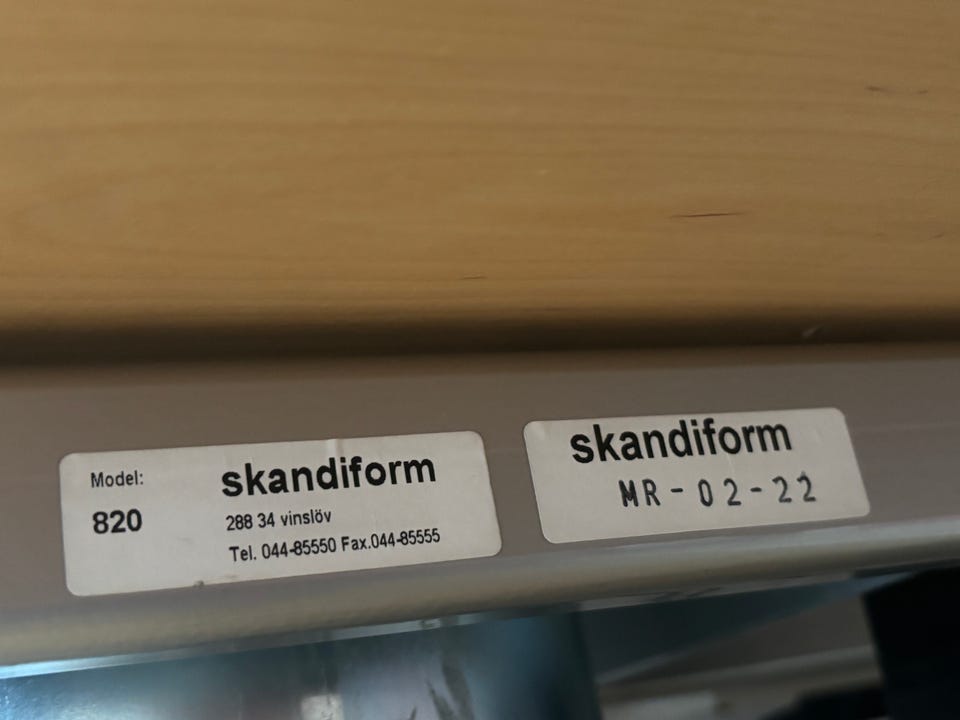 Model:
820
skandiform
288 34 vinslöv
Tel. 044-85550 Fax.044-85555
skandiform
MR-02-22